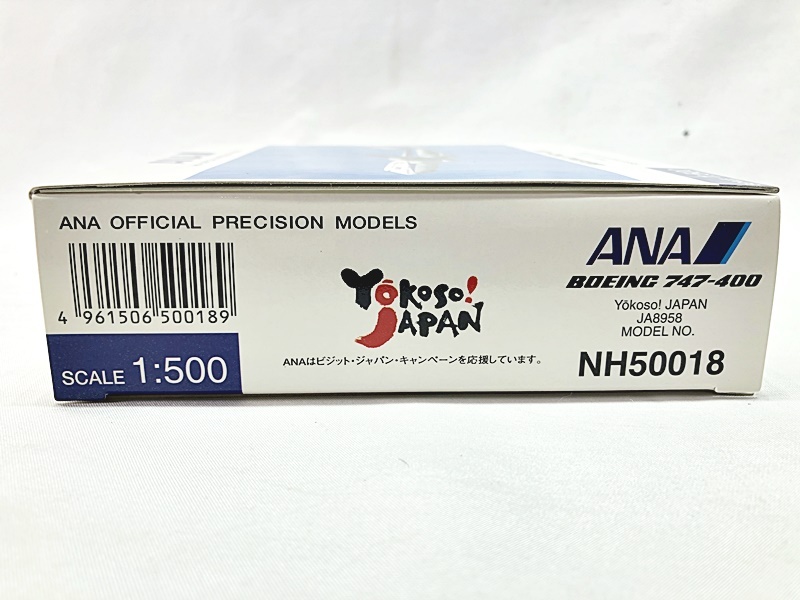 ANA OFFICIAL PRECISION MODELS
4 961506 500189
SCALE 1:500
Yōkoso!
JAPAN
ANAはビジット・ジャパン・キャンペーンを応援しています。
ANA
BOEING 747-400
Yōkoso! JAPAN
JA8958
MODEL NO.
NH50018